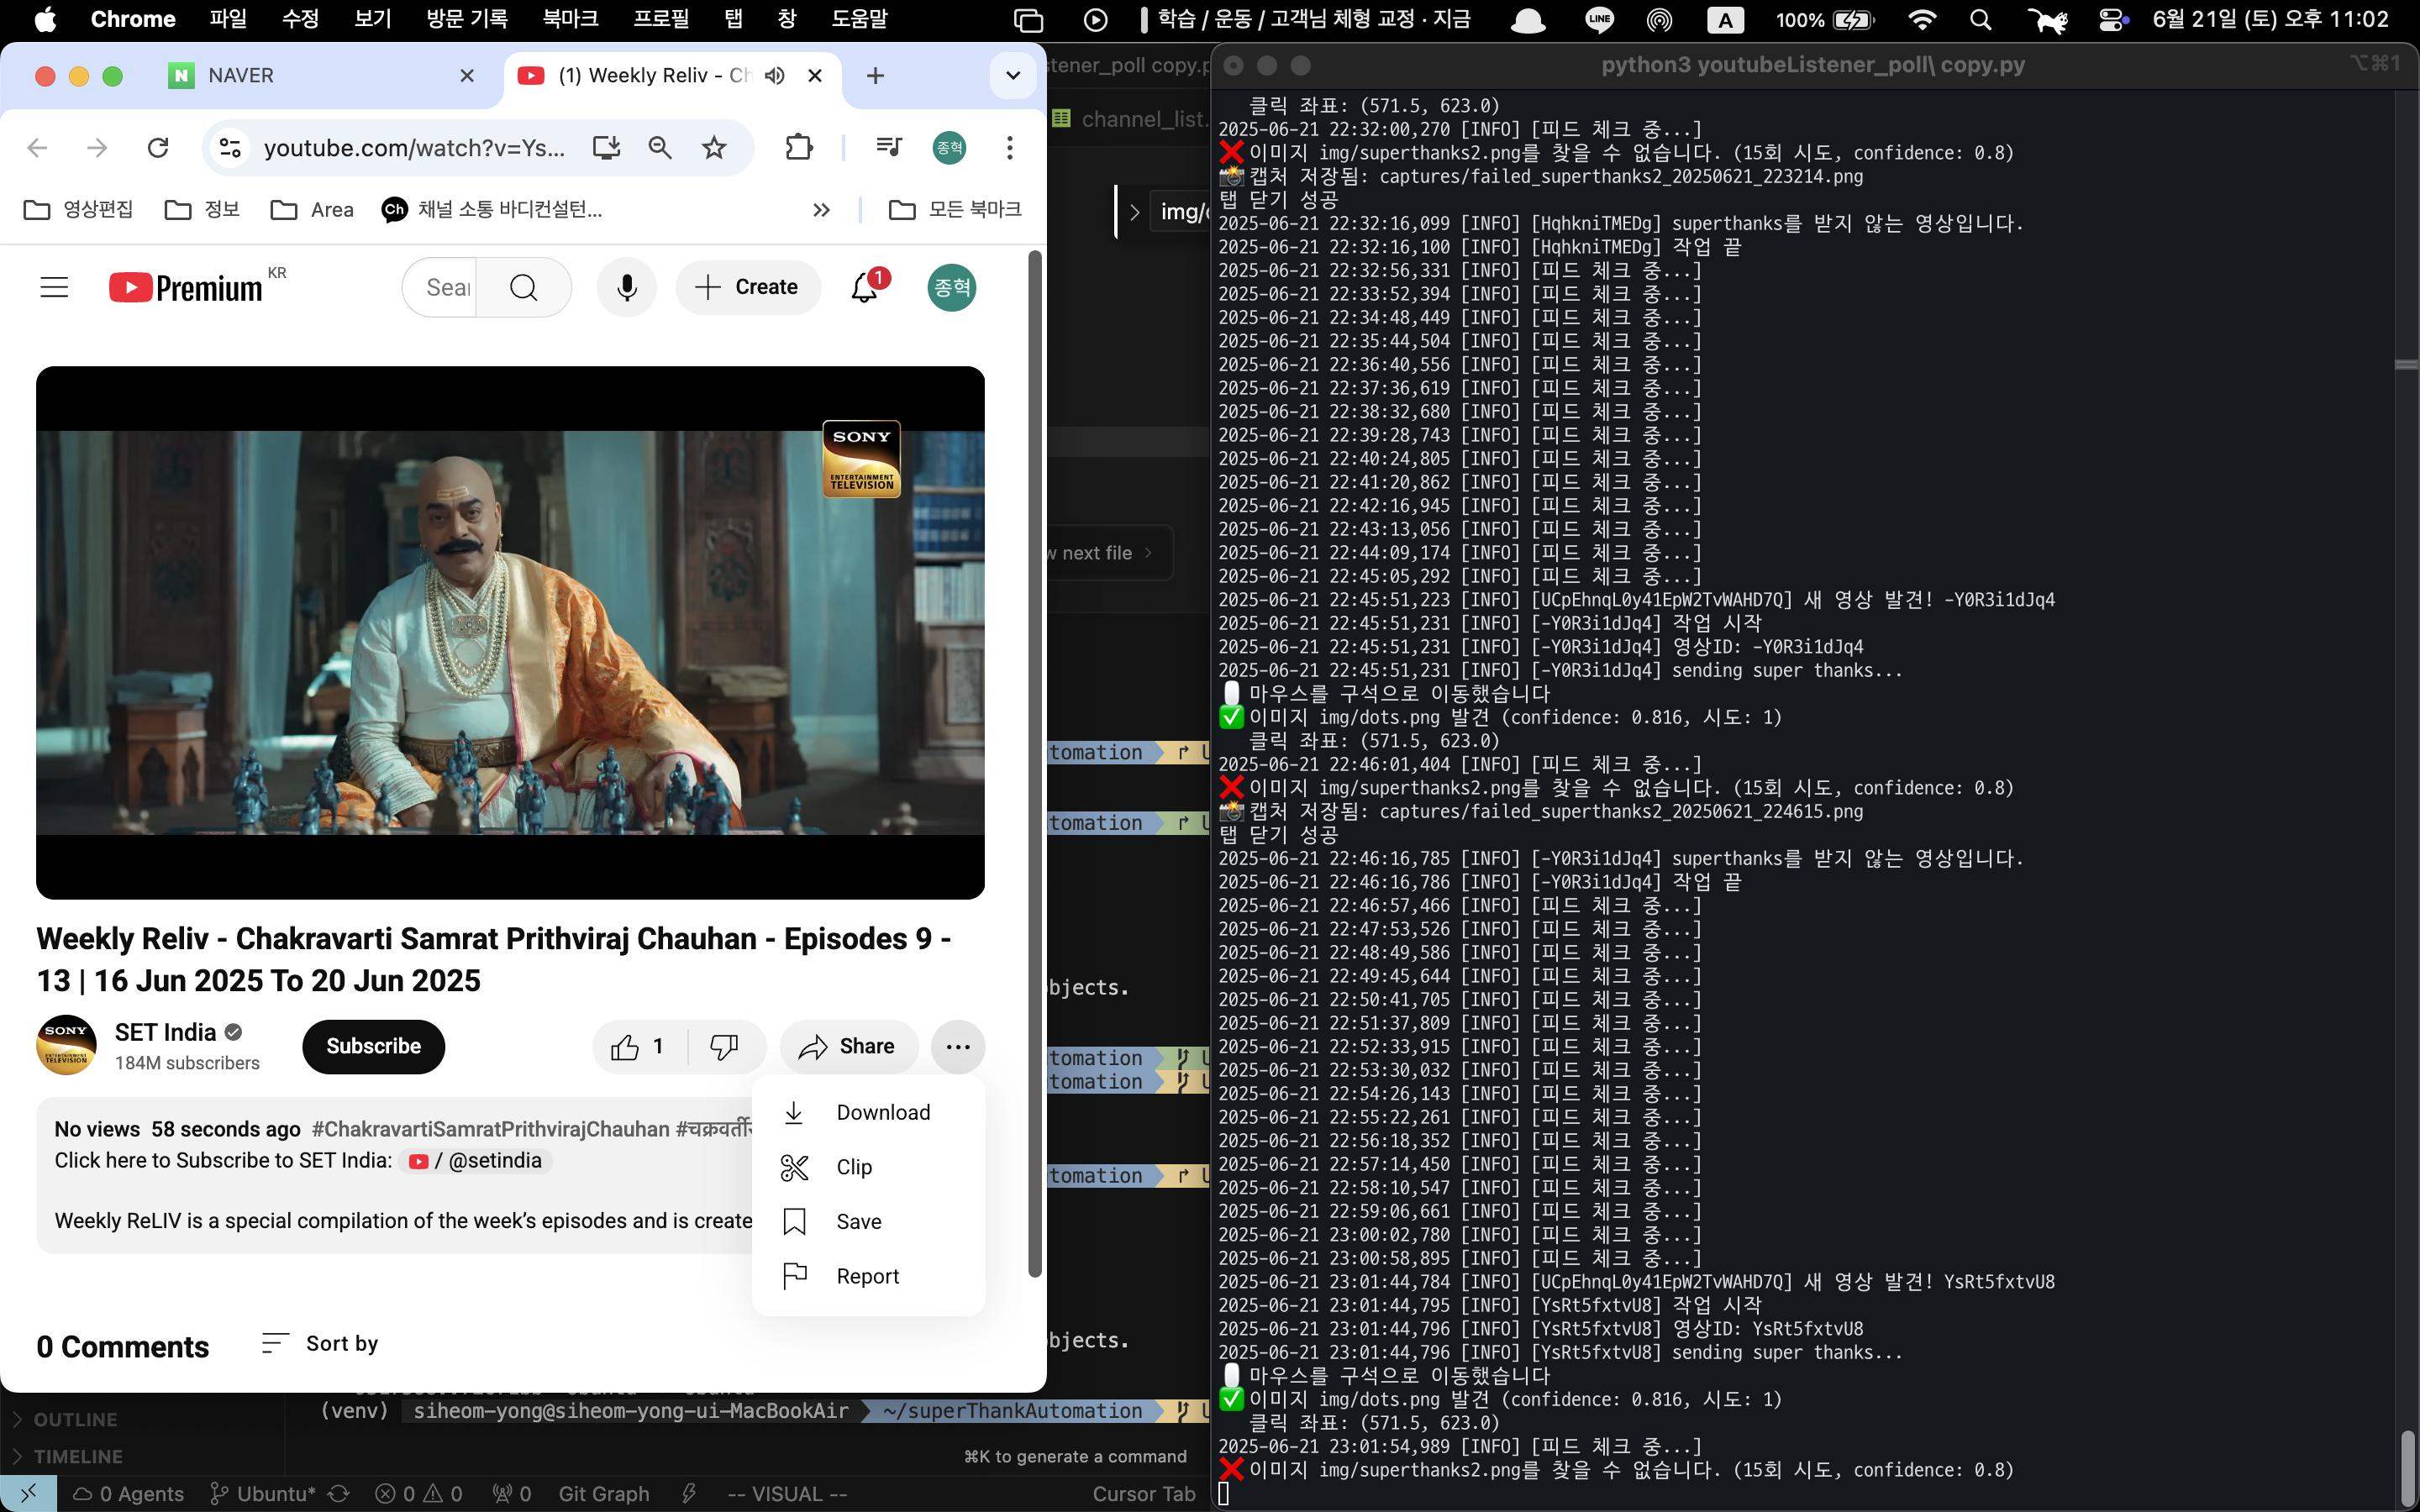 Chrome 파일 수정 보기 방문 기록 북마크 프로필 탭 창 도움말 학습 / 운동 / 고객님 체형 교정 · 지금 LINE A 100% 6월 21일 (토) 오후 11:02
NAVER
(1) Weekly Reliv - Ch
youtube.com/watch?v=Ys...
종혁
영상편집 정보 Area 채널 소통 바디컨설턴... 모든 북마크
Premium KR
Sear
Create
1
종혁
SONY
ENTERTAINMENT
TELEVISION
Weekly Reliv - Chakravarti Samrat Prithviraj Chauhan - Episodes 9 -
13 | 16 Jun 2025 To 20 Jun 2025
SONY
SET India
184M subscribers
Subscribe
1
Share
Download
Clip
Save
Report
No views 58 seconds ago #ChakravartiSamratPrithvirajChauhan
Click here to Subscribe to SET India: / @setindia
Weekly ReLIV is a special compilation of the week’s episodes and is create
0 Comments Sort by
stener_poll copy.p
channel_list.
img/
w next file
tomation
tomation
bjects.
tomation
tomation
tomation
bjects.
(venv) siheom-yong@siheom-yong-ui-MacBookAir ~/superThankAutomation
OUTLINE
TIMELINE
⌘K to generate a command
0 Agents Ubuntu* 0 0 0 Git Graph -- VISUAL -- Cursor Tab
python3 youtubeListener_poll\ copy.py ⌥⌘1
클릭 좌표: (571.5, 623.0)
2025-06-21 22:32:00,270 [INFO] [피드 체크 중...]
❌ 이미지 img/superthanks2.png를 찾을 수 없습니다. (15회 시도, confidence: 0.8)
📸 캡처 저장됨: captures/failed_superthanks2_20250621_223214.png
탭 닫기 성공
2025-06-21 22:32:16,099 [INFO] [HqhkniTMEDg] superthanks를 받지 않는 영상입니다.
2025-06-21 22:32:16,100 [INFO] [HqhkniTMEDg] 작업 끝
2025-06-21 22:32:56,331 [INFO] [피드 체크 중...]
2025-06-21 22:33:52,394 [INFO] [피드 체크 중...]
2025-06-21 22:34:48,449 [INFO] [피드 체크 중...]
2025-06-21 22:35:44,504 [INFO] [피드 체크 중...]
2025-06-21 22:36:40,556 [INFO] [피드 체크 중...]
2025-06-21 22:37:36,619 [INFO] [피드 체크 중...]
2025-06-21 22:38:32,680 [INFO] [피드 체크 중...]
2025-06-21 22:39:28,743 [INFO] [피드 체크 중...]
2025-06-21 22:40:24,805 [INFO] [피드 체크 중...]
2025-06-21 22:41:20,862 [INFO] [피드 체크 중...]
2025-06-21 22:42:16,945 [INFO] [피드 체크 중...]
2025-06-21 22:43:13,056 [INFO] [피드 체크 중...]
2025-06-21 22:44:09,174 [INFO] [피드 체크 중...]
2025-06-21 22:45:05,292 [INFO] [피드 체크 중...]
2025-06-21 22:45:51,223 [INFO] [UCpEhnqL0y41EpW2TvWAHD7Q] 새 영상 발견! -Y0R3i1dJq4
2025-06-21 22:45:51,231 [INFO] [-Y0R3i1dJq4] 작업 시작
2025-06-21 22:45:51,231 [INFO] [-Y0R3i1dJq4] 영상ID: -Y0R3i1dJq4
2025-06-21 22:45:51,231 [INFO] [-Y0R3i1dJq4] sending super thanks...
마우스를 구석으로 이동했습니다
✅ 이미지 img/dots.png 발견 (confidence: 0.816, 시도: 1)
클릭 좌표: (571.5, 623.0)
2025-06-21 22:46:01,404 [INFO] [피드 체크 중...]
❌ 이미지 img/superthanks2.png를 찾을 수 없습니다. (15회 시도, confidence: 0.8)
📸 캡처 저장됨: captures/failed_superthanks2_20250621_224615.png
탭 닫기 성공
2025-06-21 22:46:16,785 [INFO] [-Y0R3i1dJq4] superthanks를 받지 않는 영상입니다.
2025-06-21 22:46:16,786 [INFO] [-Y0R3i1dJq4] 작업 끝
2025-06-21 22:46:57,466 [INFO] [피드 체크 중...]
2025-06-21 22:47:53,526 [INFO] [피드 체크 중...]
2025-06-21 22:48:49,586 [INFO] [피드 체크 중...]
2025-06-21 22:49:45,644 [INFO] [피드 체크 중...]
2025-06-21 22:50:41,705 [INFO] [피드 체크 중...]
2025-06-21 22:51:37,809 [INFO] [피드 체크 중...]
2025-06-21 22:52:33,915 [INFO] [피드 체크 중...]
2025-06-21 22:53:30,032 [INFO] [피드 체크 중...]
2025-06-21 22:54:26,143 [INFO] [피드 체크 중...]
2025-06-21 22:55:22,261 [INFO] [피드 체크 중...]
2025-06-21 22:56:18,352 [INFO] [피드 체크 중...]
2025-06-21 22:57:14,450 [INFO] [피드 체크 중...]
2025-06-21 22:58:10,547 [INFO] [피드 체크 중...]
2025-06-21 22:59:06,661 [INFO] [피드 체크 중...]
2025-06-21 23:00:02,780 [INFO] [피드 체크 중...]
2025-06-21 23:00:58,895 [INFO] [피드 체크 중...]
2025-06-21 23:01:44,784 [INFO] [UCpEhnqL0y41EpW2TvWAHD7Q] 새 영상 발견! YsRt5fxtvU8
2025-06-21 23:01:44,795 [INFO] [YsRt5fxtvU8] 작업 시작
2025-06-21 23:01:44,796 [INFO] [YsRt5fxtvU8] 영상ID: YsRt5fxtvU8
2025-06-21 23:01:44,796 [INFO] [YsRt5fxtvU8] sending super thanks...
마우스를 구석으로 이동했습니다
✅ 이미지 img/dots.png 발견 (confidence: 0.816, 시도: 1)
클릭 좌표: (571.5, 623.0)
2025-06-21 23:01:54,989 [INFO] [피드 체크 중...]
❌ 이미지 img/superthanks2.png를 찾을 수 없습니다. (15회 시도, confidence: 0.8)